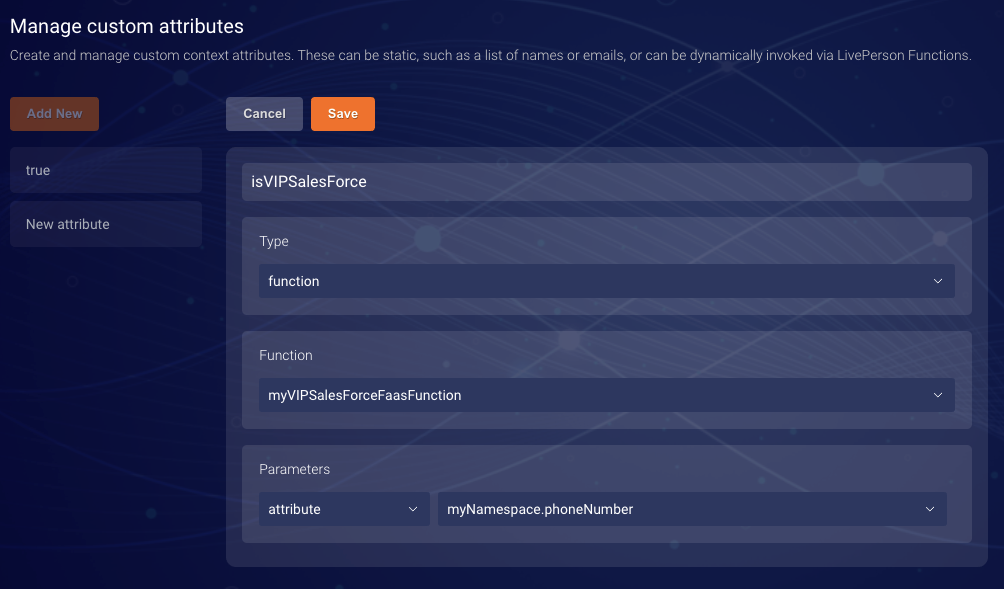 Manage custom attributes
Create and manage custom context attributes. These can be static, such as a list of names or emails, or can be dynamically invoked via LivePerson Functions.
Add New
Cancel
Save
true
New attribute
isVIPSalesForce
Type
function
Function
myVIPSalesForceFaasFunction
Parameters
attribute
myNamespace.phoneNumber